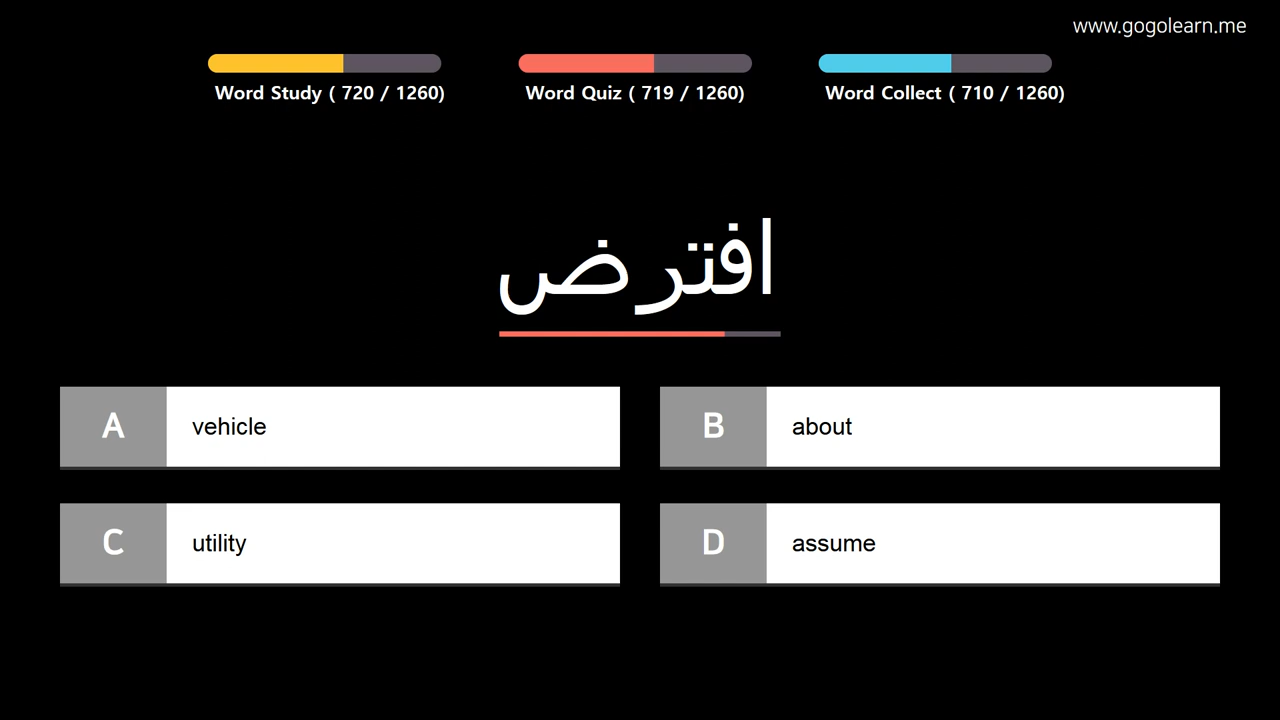 www.gogolearn.me
Word Study ( 720 / 1260)
Word Quiz ( 719 / 1260)
Word Collect ( 710 / 1260)
افترض
A
vehicle
B
about
C
utility
D
assume